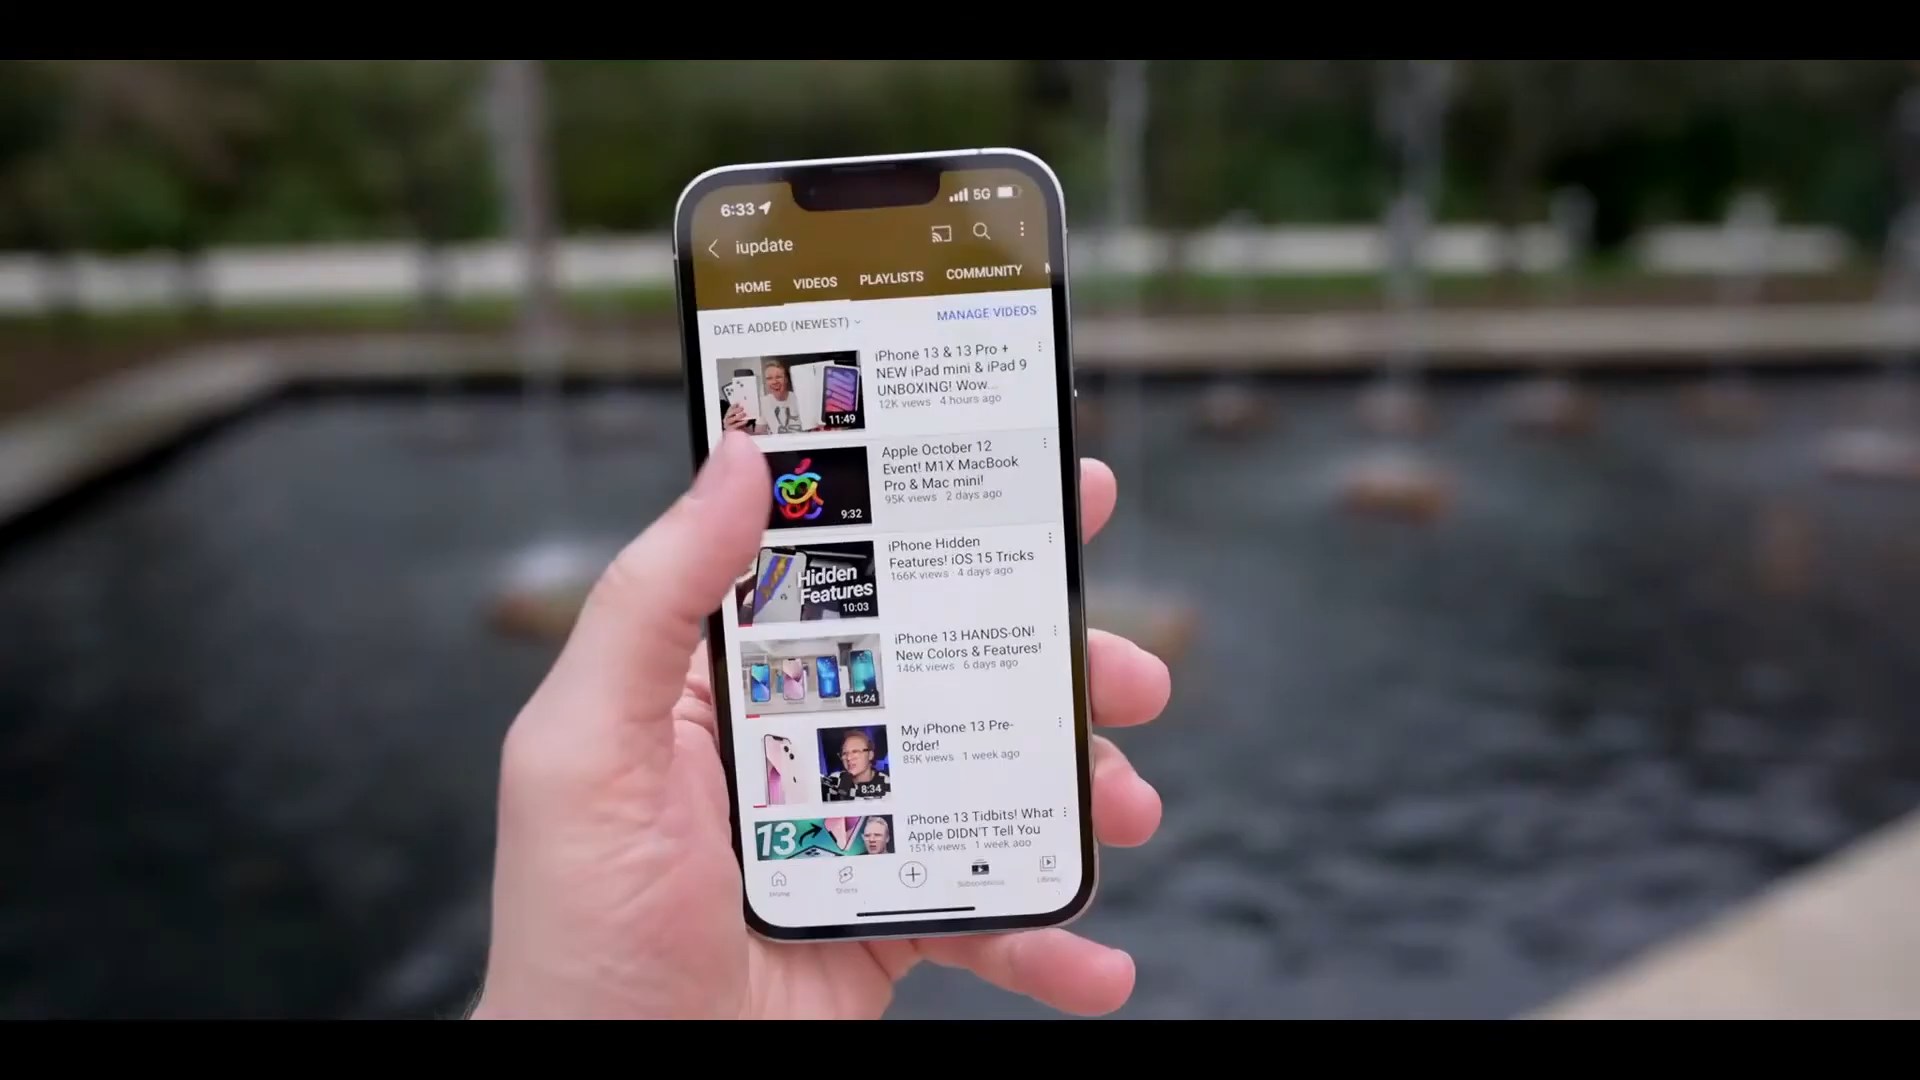 6:33
5G
iupdate
HOME VIDEOS PLAYLISTS COMMUNITY
DATE ADDED (NEWEST)
MANAGE VIDEOS
11:49
iPhone 13 & 13 Pro +
NEW iPad mini & iPad 9
UNBOXING! Wow...
12K views 4 hours ago
9:32
Apple October 12
Event! M1X MacBook
Pro & Mac mini!
95K views · 2 days ago
Hidden
Features
10:03
iPhone Hidden
Features! iOS 15 Tricks
166K views · 4 days ago
14:24
iPhone 13 HANDS-ON!
New Colors & Features!
146K views · 6 days ago
8:34
My iPhone 13 Pre-
Order!
85K views · 1 week ago
13
iPhone 13 Tidbits! What
Apple DIDN'T Tell You
151K views · 1 week ago
Home Shorts Subscriptions Library